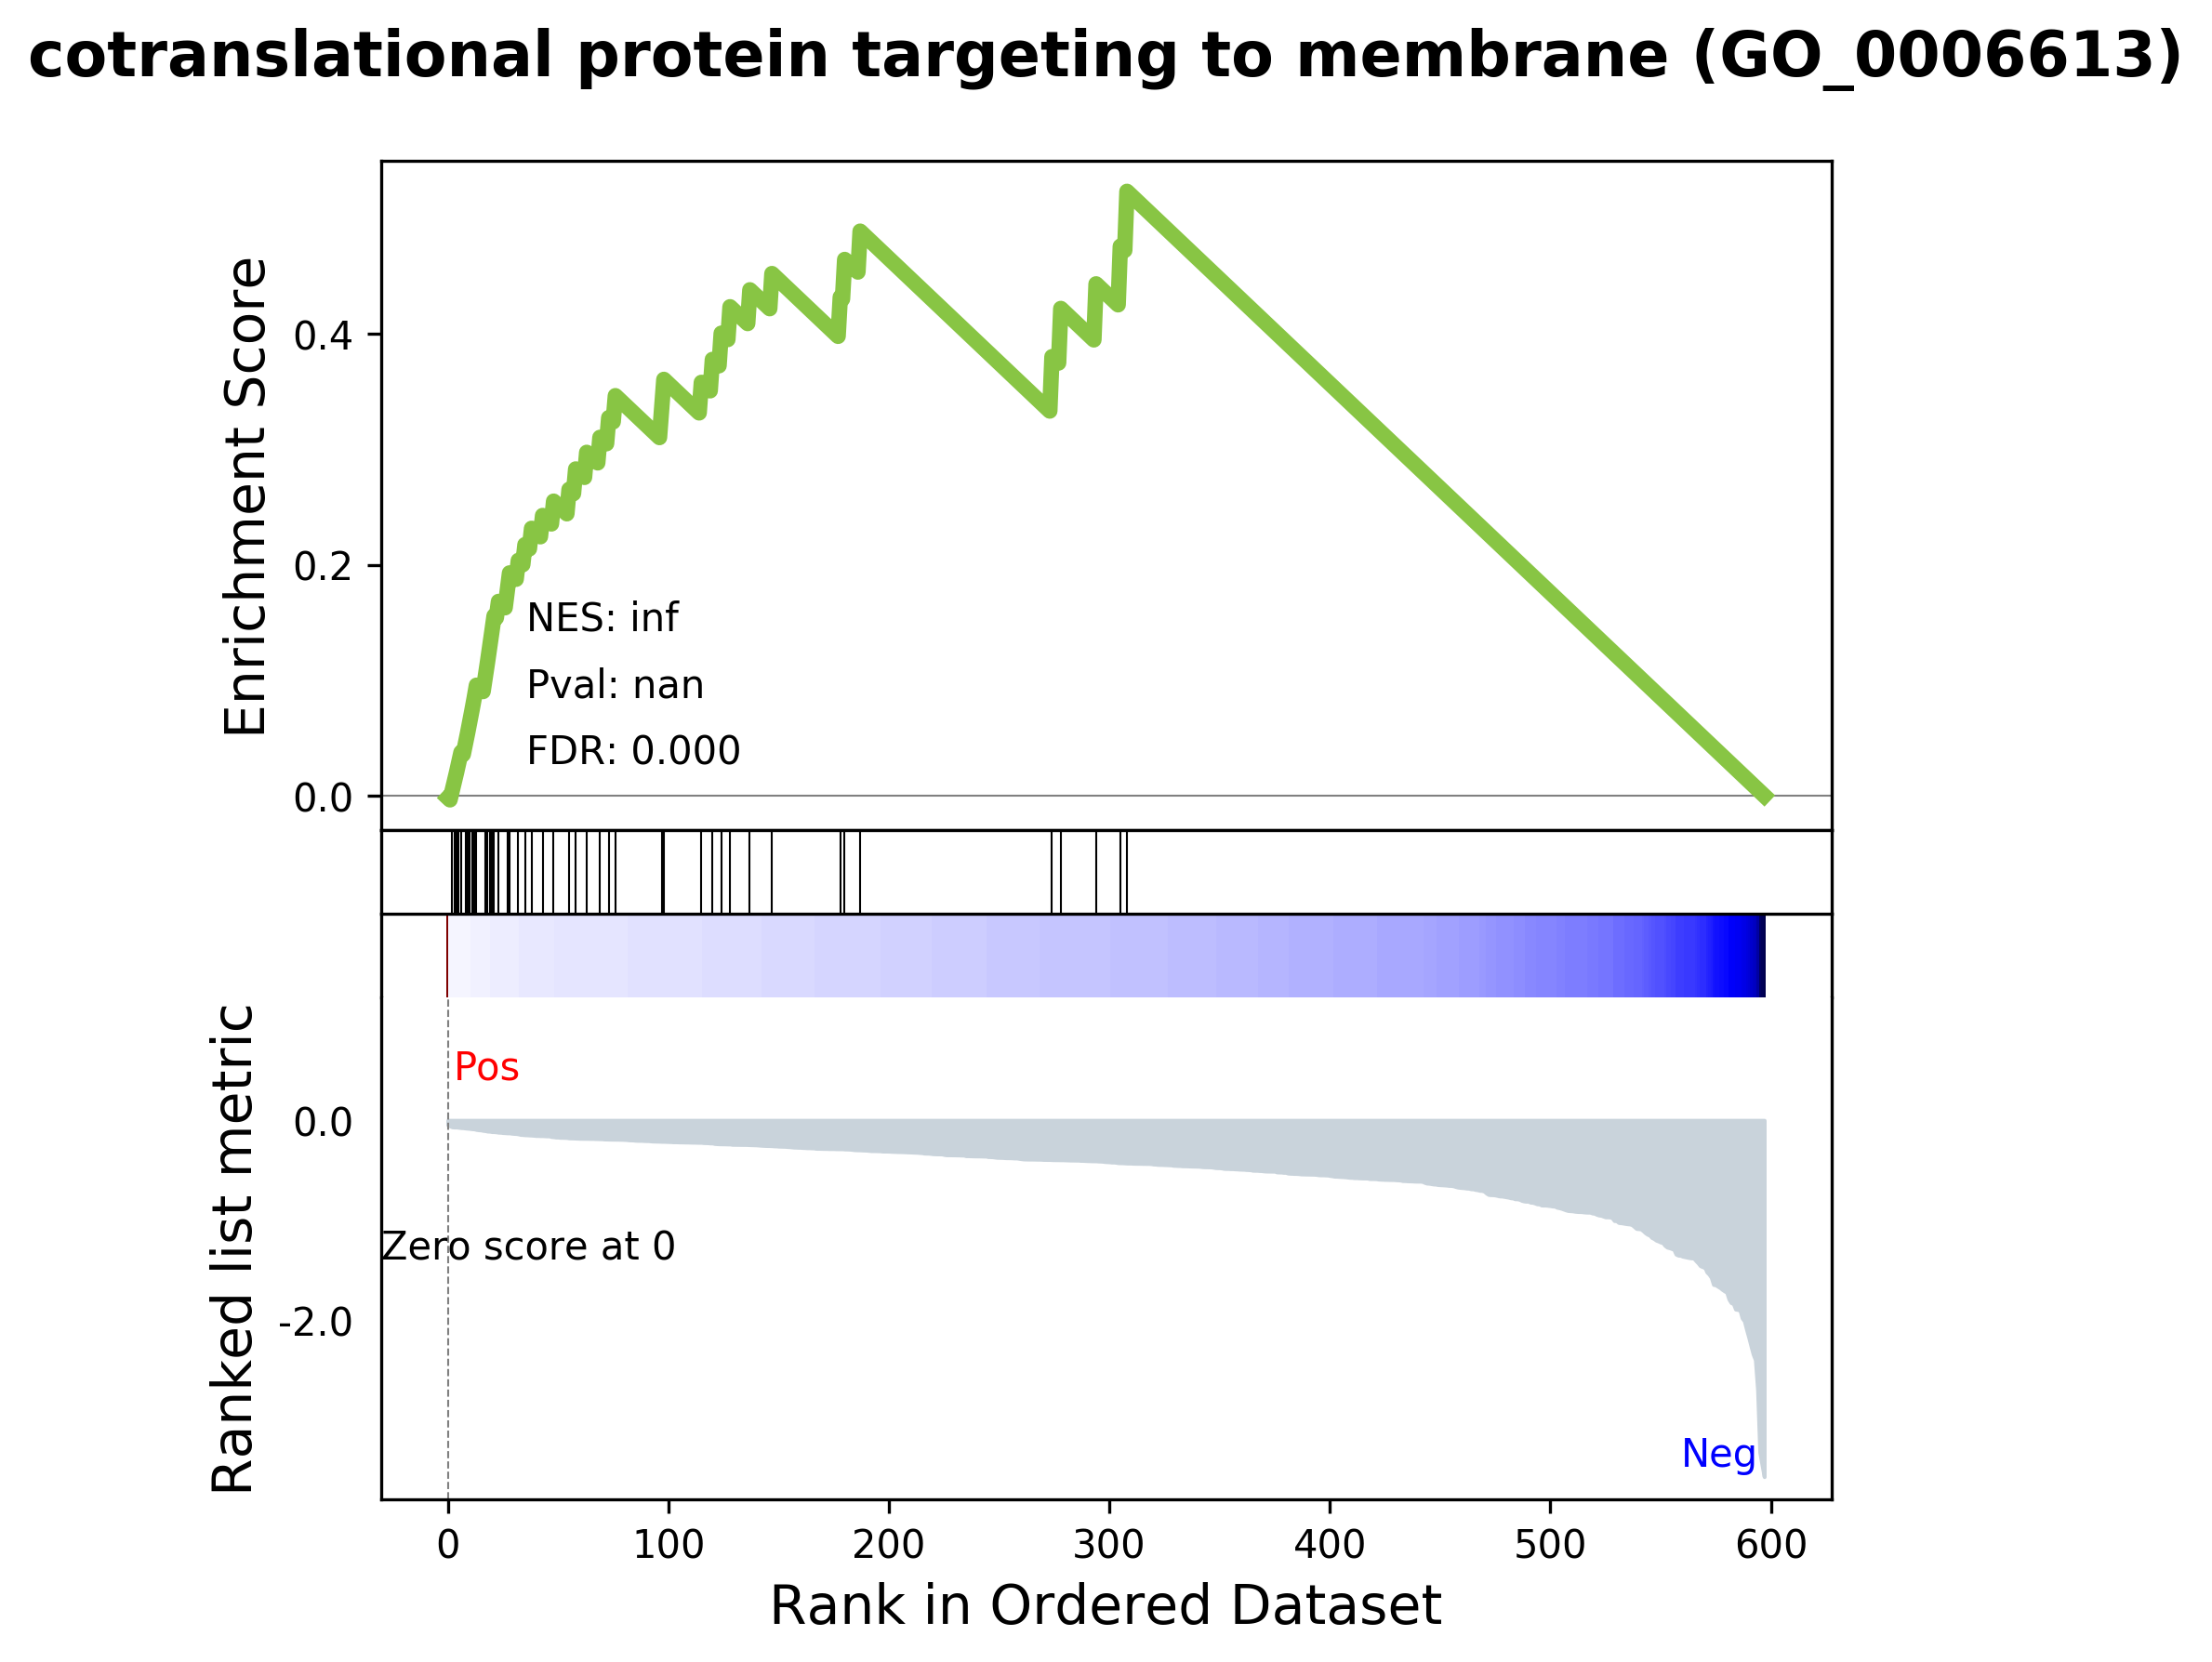 cotranslational protein targeting to membrane (GO_0006613)
Enrichment Score
0.4
0.2
0.0
NES: inf
Pval: nan
FDR: 0.000
Ranked list metric
Pos
0.0
Zero score at 0
-2.0
Neg
0 100 200 300 400 500 600
Rank in Ordered Dataset